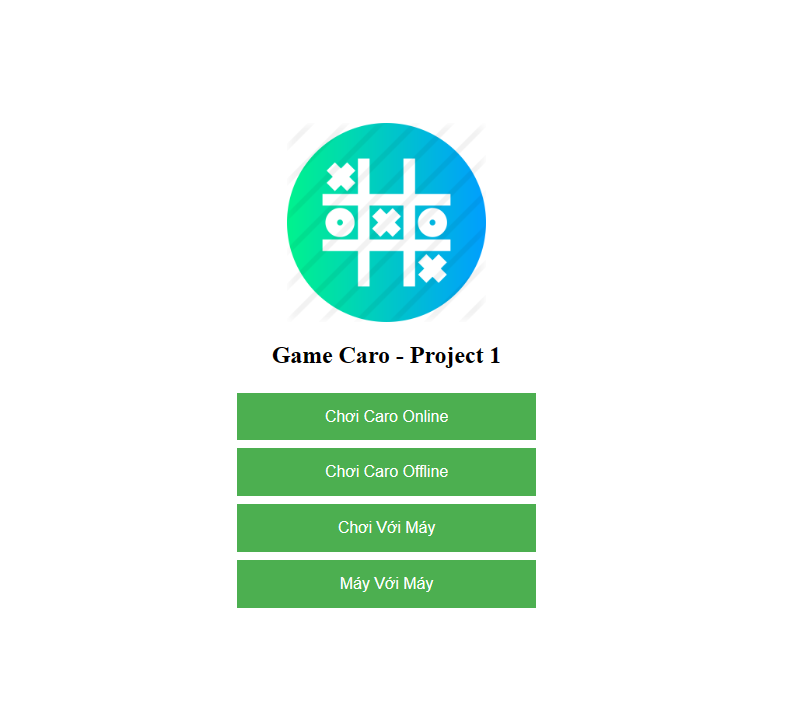 Game Caro - Project 1
Chơi Caro Online
Chơi Caro Offline
Chơi Với Máy
Máy Với Máy